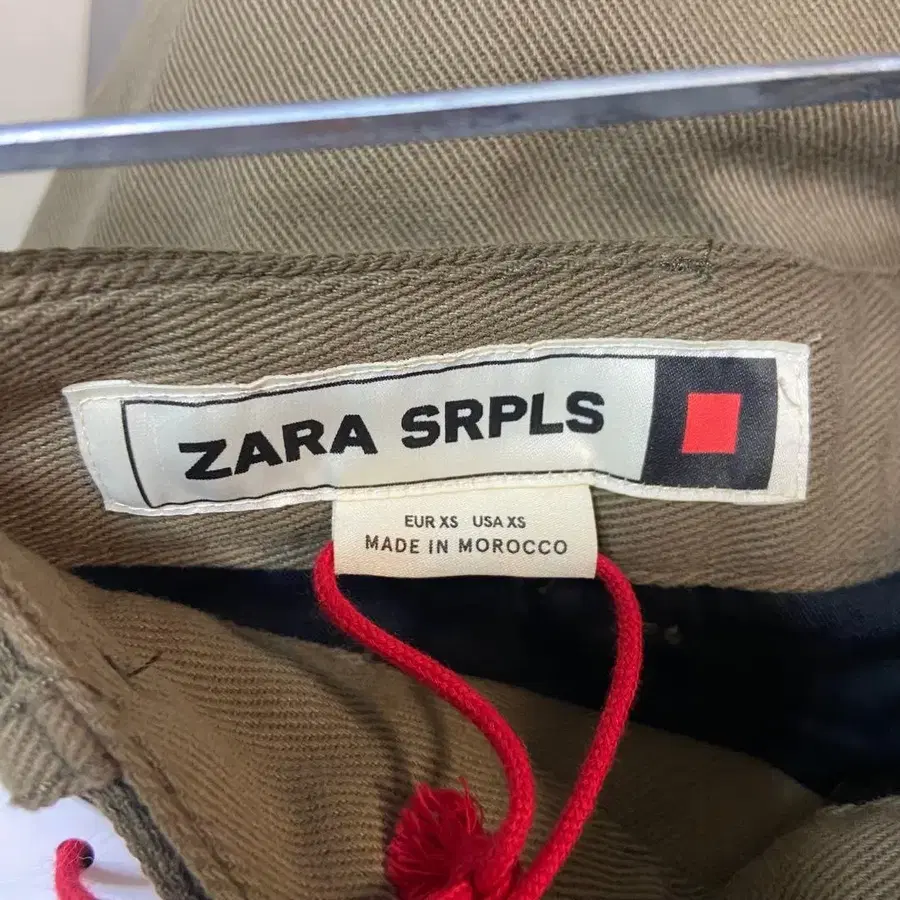 ZARA SRPLS
EUR XS USA XS
MADE IN MOROCCO